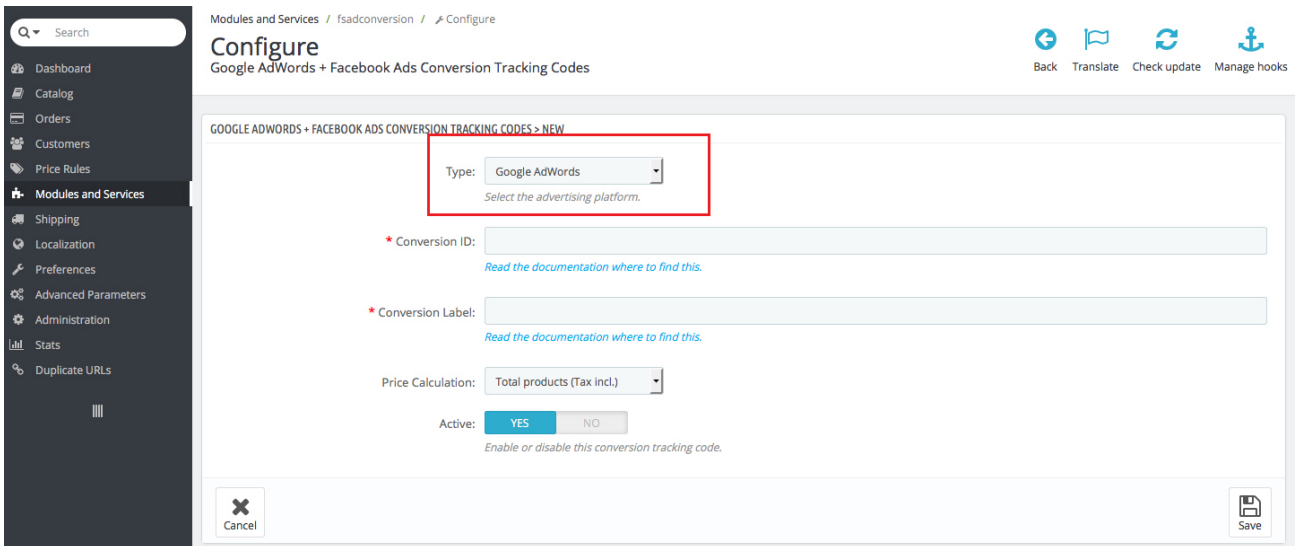 Search
Dashboard
Catalog
Orders
Customers
Price Rules
Modules and Services
Shipping
Localization
Preferences
Advanced Parameters
Administration
Stats
Duplicate URLs
Modules and Services / fsadconversion / Configure
Configure
Google AdWords + Facebook Ads Conversion Tracking Codes
Back Translate Check update Manage hooks
GOOGLE ADWORDS + FACEBOOK ADS CONVERSION TRACKING CODES > NEW
Type: Google AdWords
Select the advertising platform.
* Conversion ID:
Read the documentation where to find this.
* Conversion Label:
Read the documentation where to find this.
Price Calculation: Total products (Tax incl.)
Active: YES NO
Enable or disable this conversion tracking code.
Cancel Save